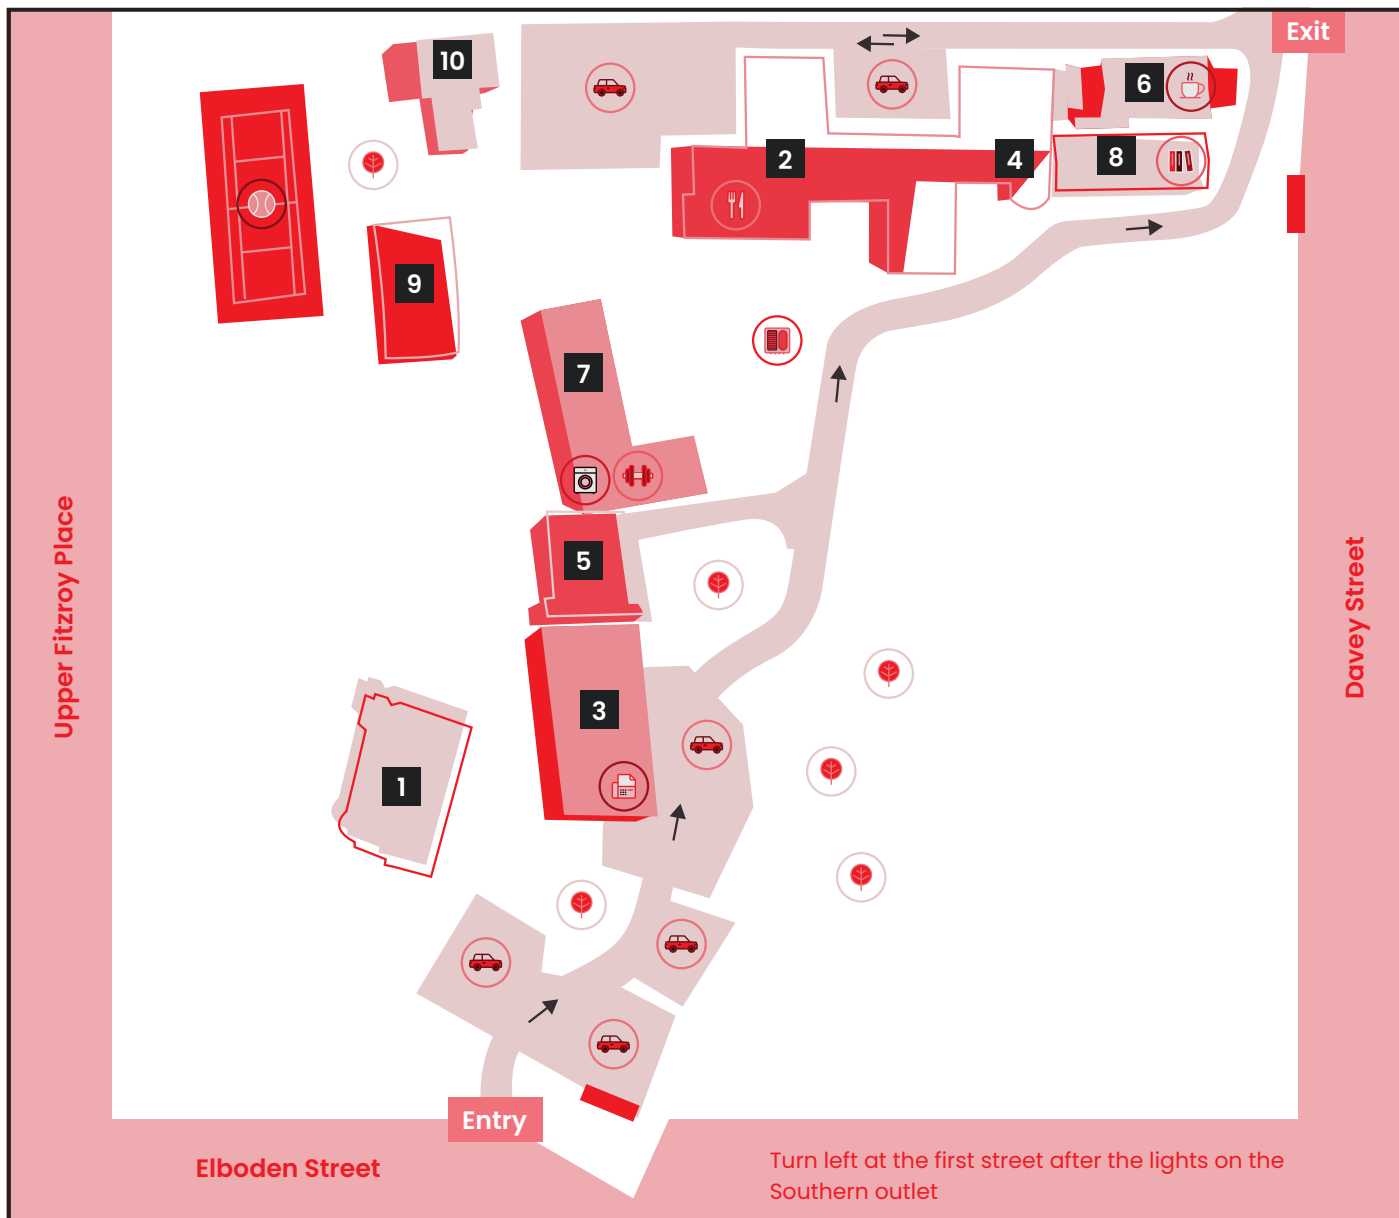 Exit
10
6
2
4
8
9
7
5
3
1
Upper Fitzroy Place
Davey Street
Entry
Elboden Street
Turn left at the first street after the lights on the
Southern outlet